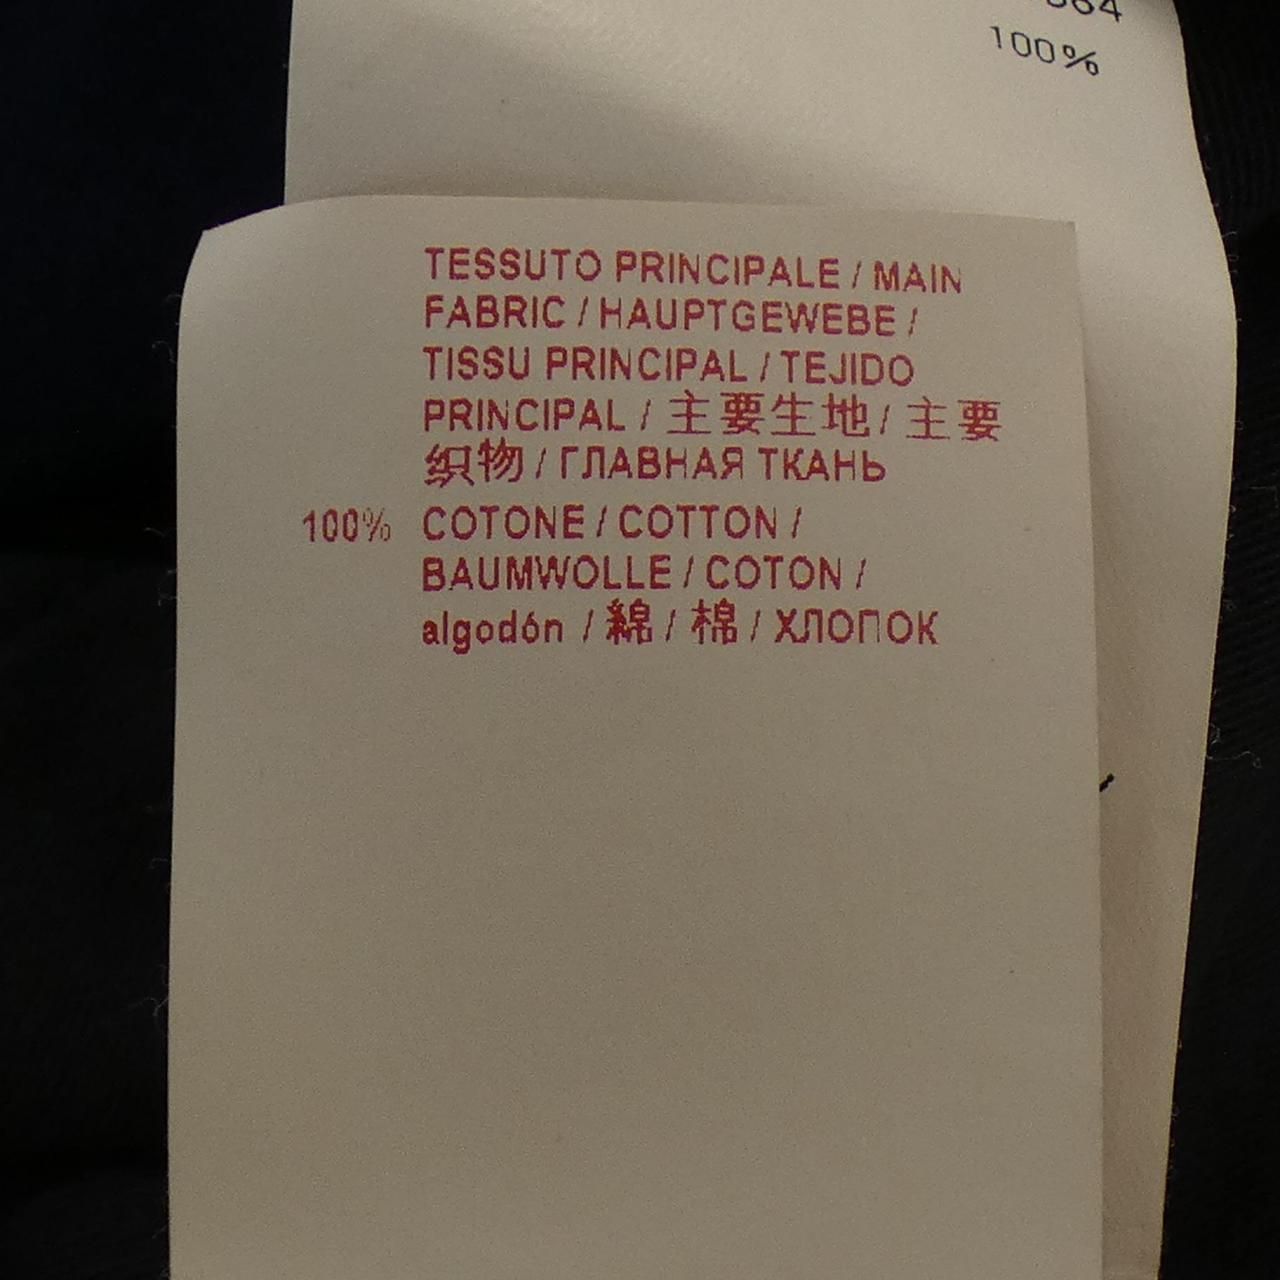 100%
TESSUTO PRINCIPALE / MAIN
FABRIC / HAUPTGEWEBE /
TISSU PRINCIPAL / TEJIDO
PRINCIPAL / 主要生地 / 主要
织物 / ГЛАВНАЯ ТКАНЬ
100% COTONE / COTTON /
BAUMWOLLE / COTON /
algodón / 綿 / 棉 / ХЛОПОК